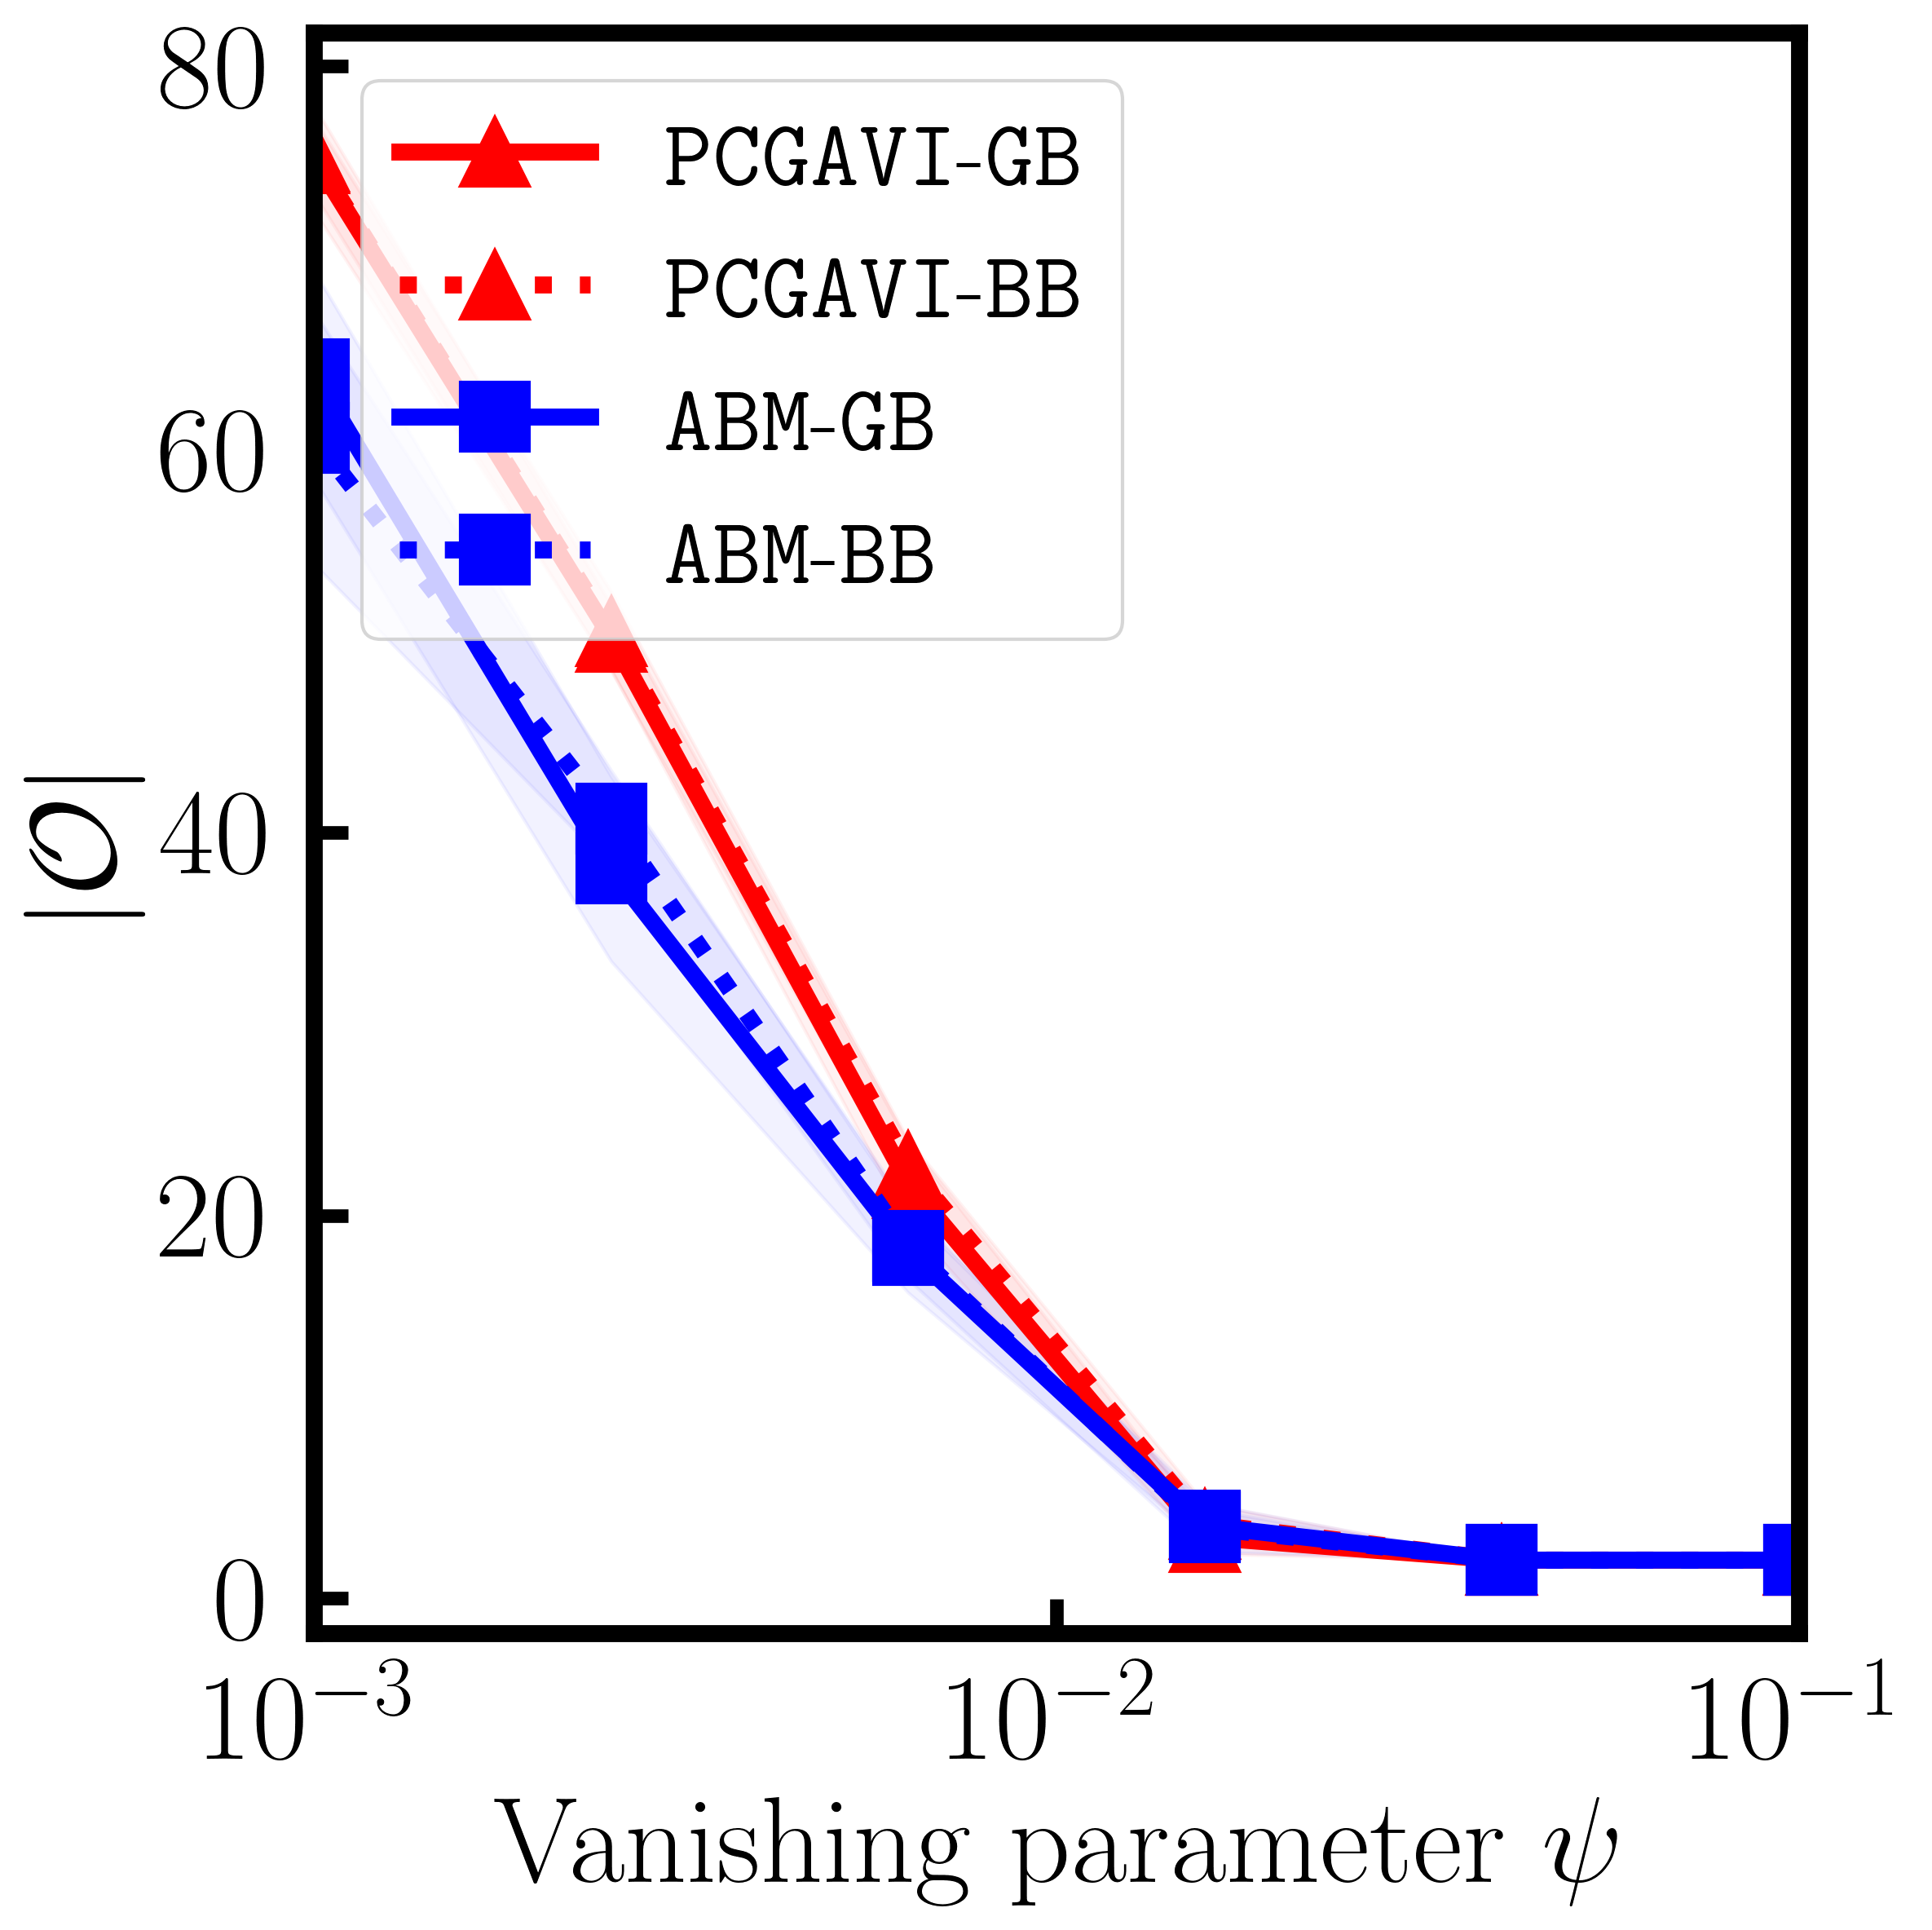 80
60
40
20
0
|𝒪|
PCGAVI-GB
PCGAVI-BB
ABM-GB
ABM-BB
10⁻³ 10⁻² 10⁻¹
Vanishing parameter ψ